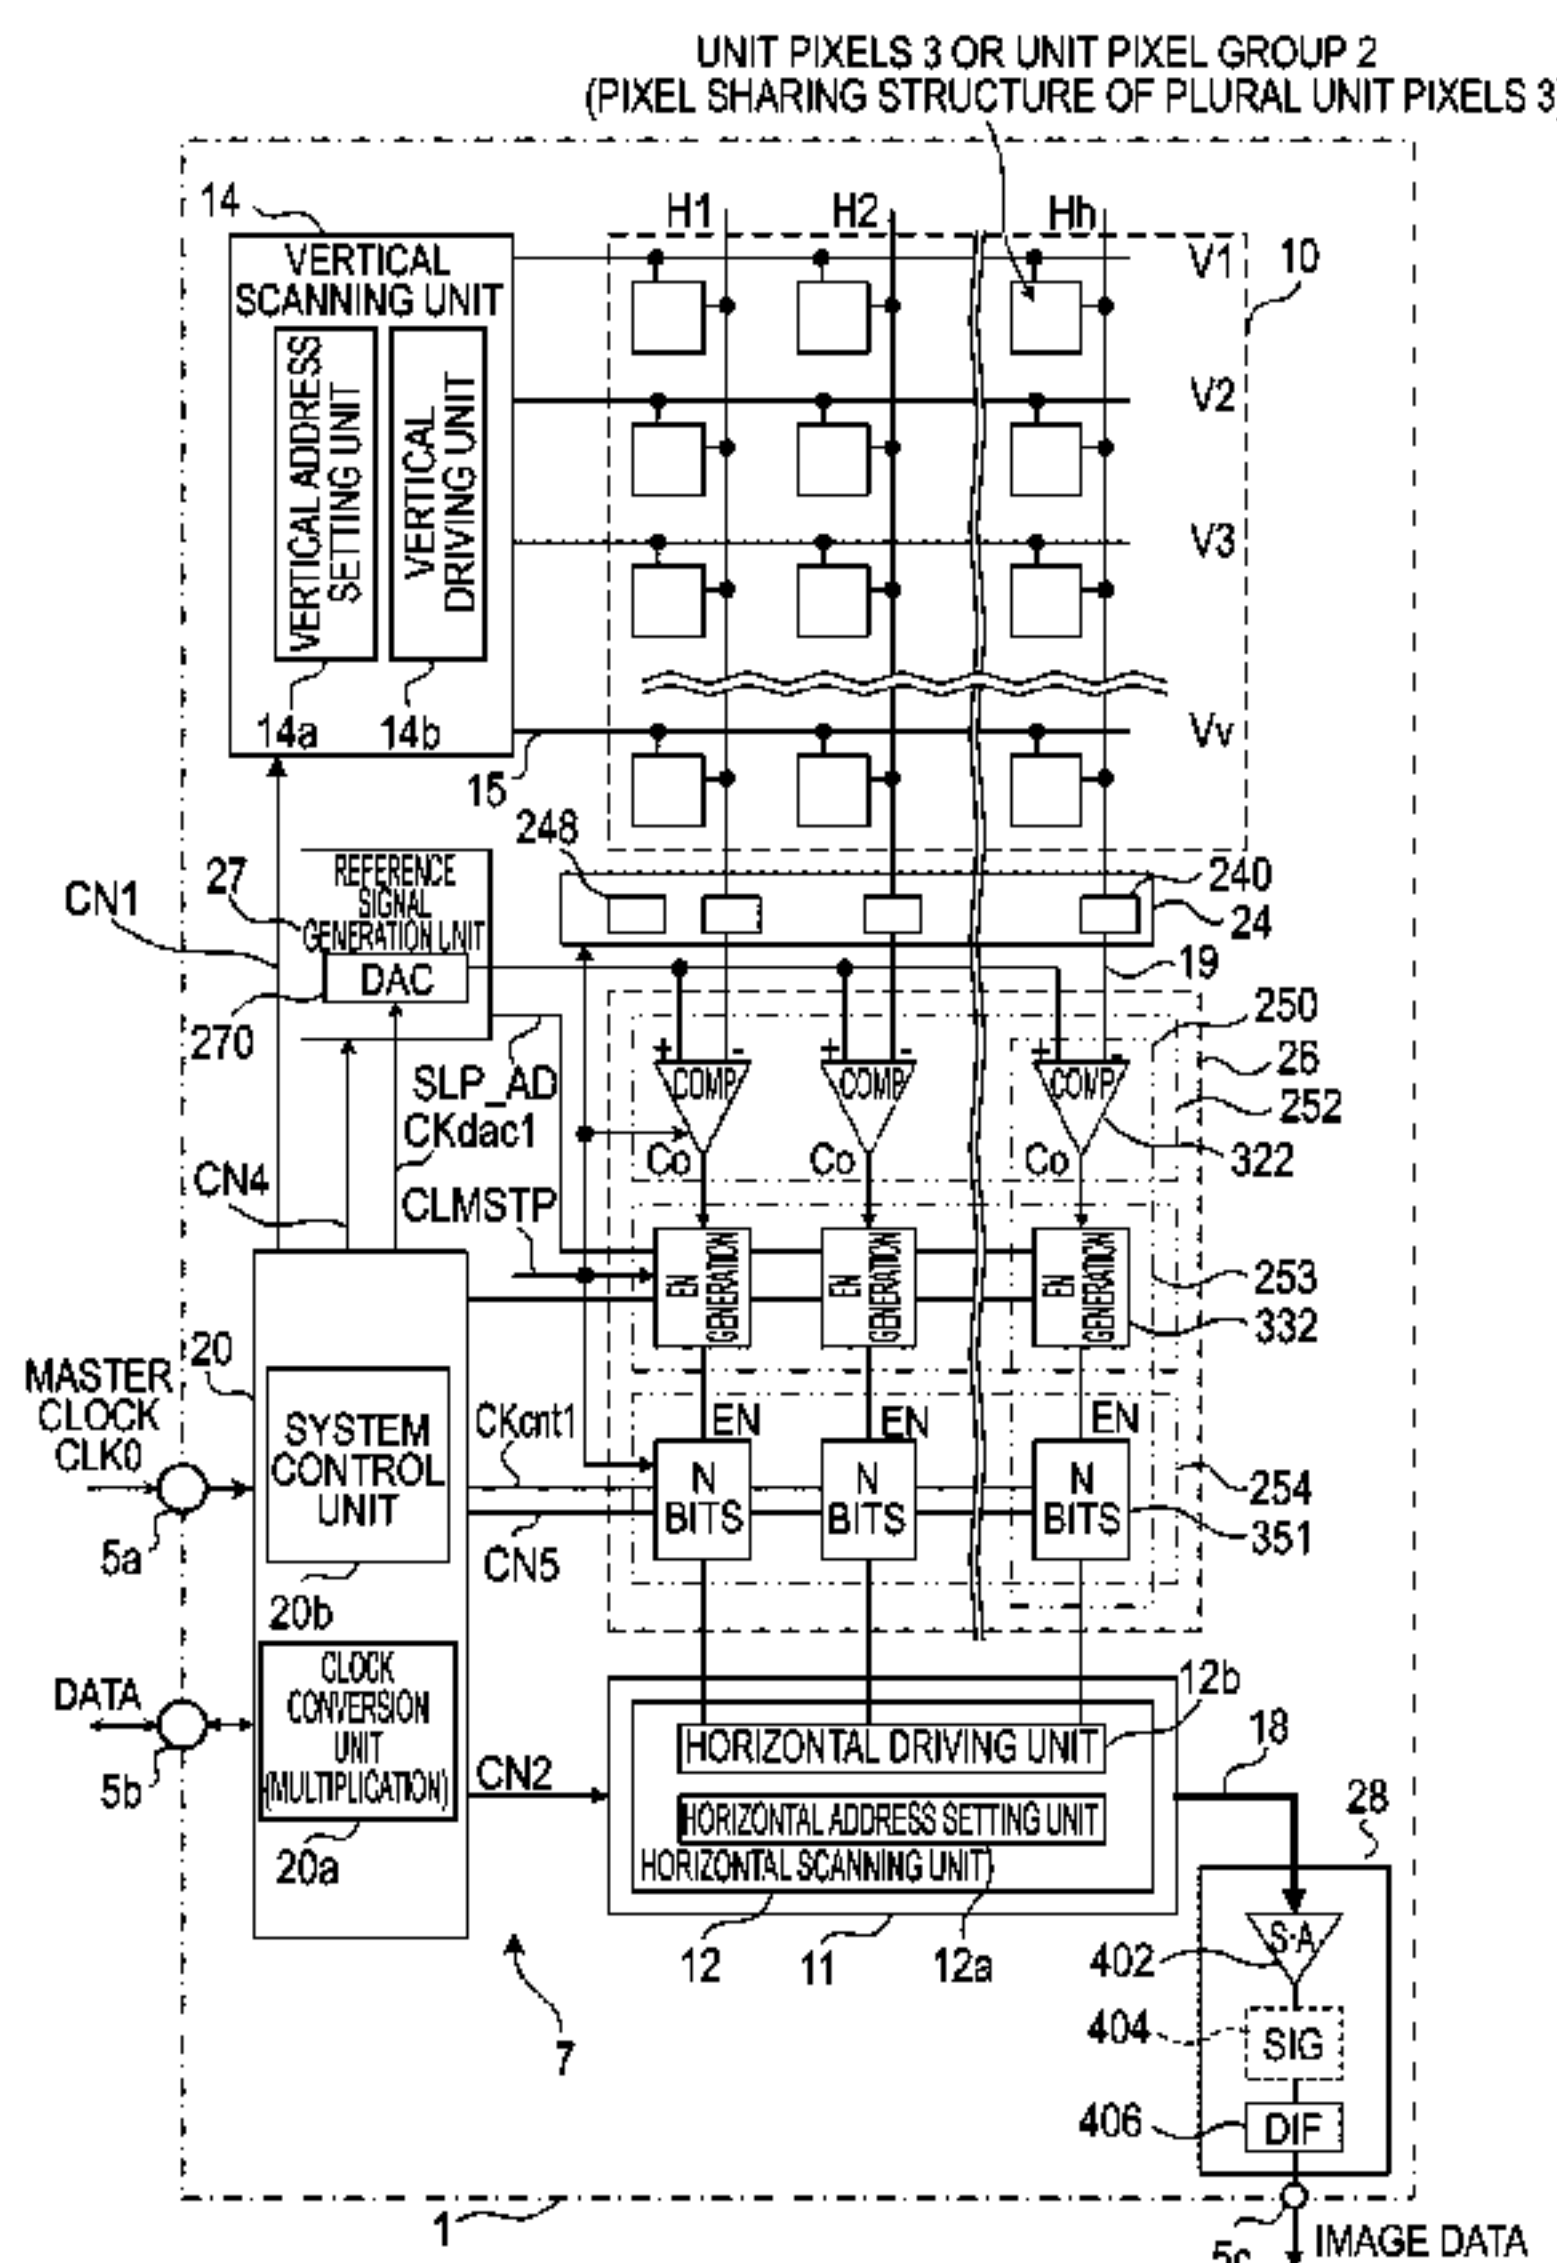 UNIT PIXELS 3 OR UNIT PIXEL GROUP 2
(PIXEL SHARING STRUCTURE OF PLURAL UNIT PIXELS 3)
14
H1
H2
Hh
VERTICAL
SCANNING UNIT
V1
10
VERTICAL ADDRESS
SETTING UNIT
VERTICAL
DRIVING UNIT
V2
V3
14a
14b
Vv
15
248
27
REFERENCE
SIGNAL
GENERATION UNIT
240
24
CN1
DAC
19
270
250
26
252
+
-
+
-
+
-
COMP
COMP
COMP
SLP_AD
CKdac1
322
Co
Co
Co
CN4
CLMSTP
EN
GENERATION
EN
GENERATION
EN
GENERATION
253
332
20
MASTER
CLOCK
CLK0
SYSTEM
CONTROL
UNIT
CKcnt1
EN
EN
EN
N
BITS
N
BITS
N
BITS
254
351
5a
CN5
20b
DATA
CLOCK
CONVERSION
UNIT
(MULTIPLICATION)
12b
HORIZONTAL DRIVING UNIT
18
5b
CN2
HORIZONTAL ADDRESS SETTING UNIT
28
20a
HORIZONTAL SCANNING UNIT
12
11
12a
S·A
402
7
404
SIG
406
DIF
1
5c
IMAGE DATA